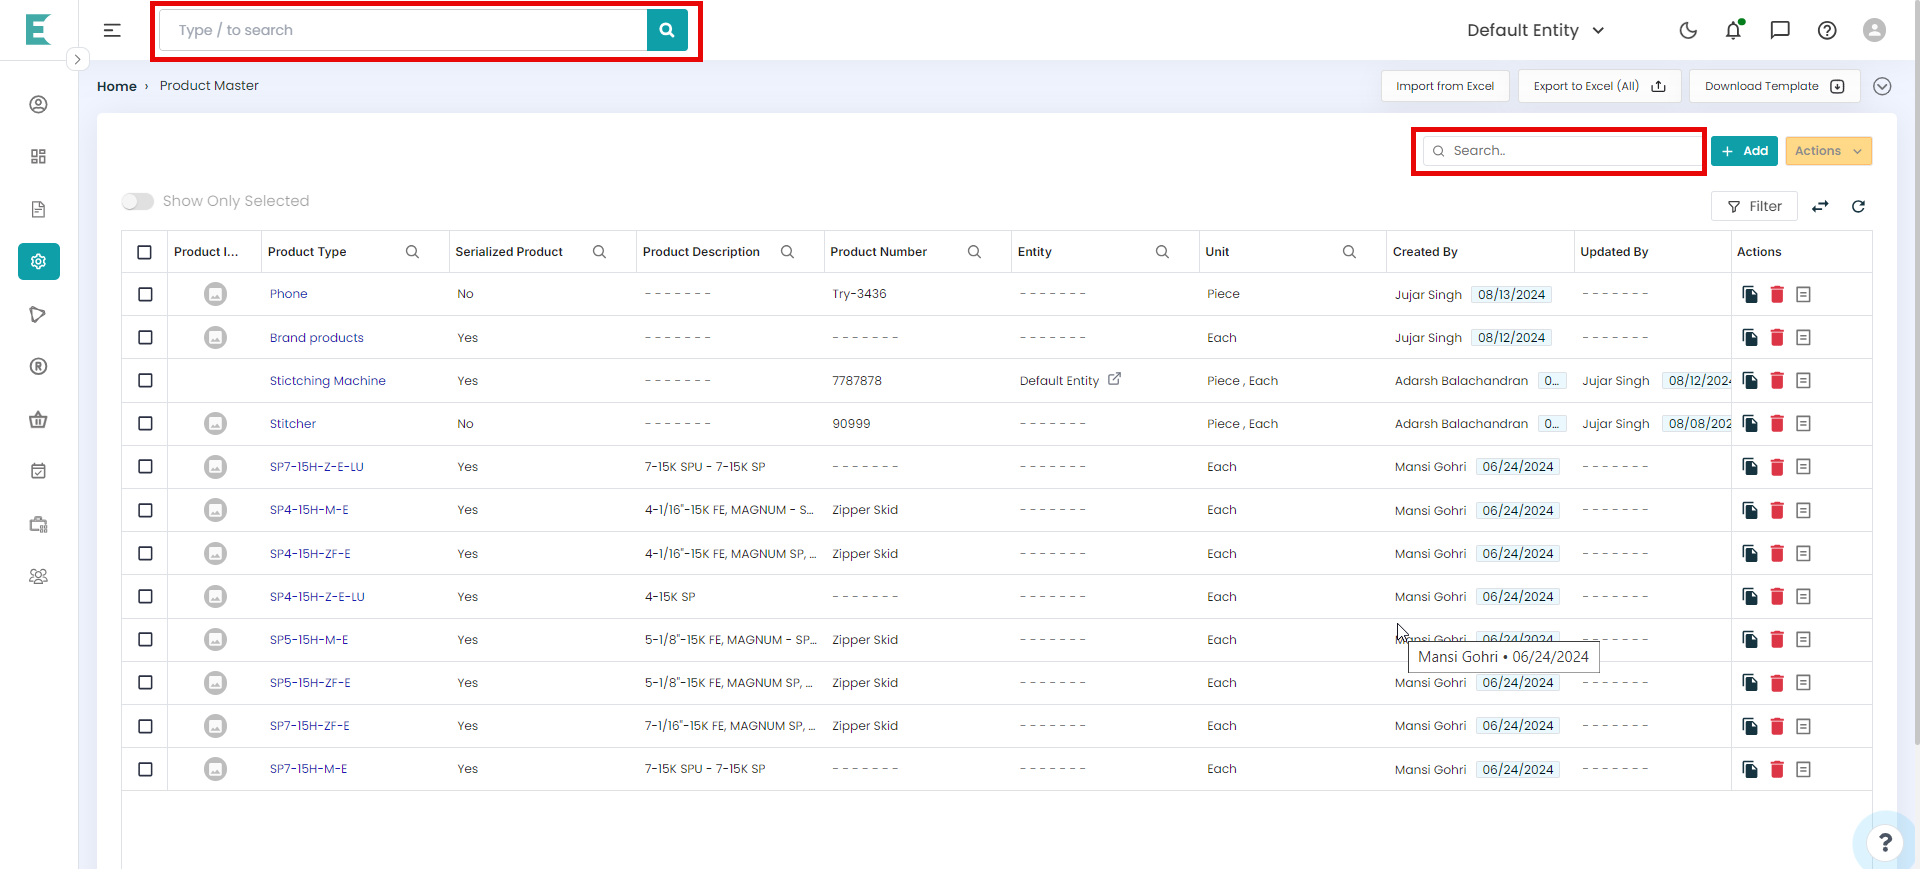 Type / to search
Default Entity
Home › Product Master
Import from Excel
Export to Excel (All)
Download Template
Search..
+ Add
Actions
Show Only Selected
Filter
Product I... Product Type Serialized Product Product Description Product Number Entity Unit Created By Updated By Actions
Phone No ------- Try-3436 ------- Piece Jujar Singh 08/13/2024 -------
Brand products Yes ------- ------- ------- Each Jujar Singh 08/12/2024 -------
Stictching Machine Yes ------- 7787878 Default Entity Piece , Each Adarsh Balachandran 0... Jujar Singh 08/12/2024
Stitcher No ------- 90999 ------- Piece , Each Adarsh Balachandran 0... Jujar Singh 08/08/202
SP7-15H-Z-E-LU Yes 7-15K SPU - 7-15K SP ------- ------- Each Mansi Gohri 06/24/2024 -------
SP4-15H-M-E Yes 4-1/16"-15K FE, MAGNUM - S... Zipper Skid ------- Each Mansi Gohri 06/24/2024 -------
SP4-15H-ZF-E Yes 4-1/16"-15K FE, MAGNUM SP, ... Zipper Skid ------- Each Mansi Gohri 06/24/2024 -------
SP4-15H-Z-E-LU Yes 4-15K SP ------- ------- Each Mansi Gohri 06/24/2024 -------
SP5-15H-M-E Yes 5-1/8"-15K FE, MAGNUM - SP... Zipper Skid ------- Each Mansi Gohri 06/24/2024 -------
Mansi Gohri • 06/24/2024
SP5-15H-ZF-E Yes 5-1/8"-15K FE, MAGNUM SP, ... Zipper Skid ------- Each Mansi Gohri 06/24/2024 -------
SP7-15H-ZF-E Yes 7-1/16"-15K FE, MAGNUM SP, ... Zipper Skid ------- Each Mansi Gohri 06/24/2024 -------
SP7-15H-M-E Yes 7-15K SPU - 7-15K SP ------- ------- Each Mansi Gohri 06/24/2024 -------
?